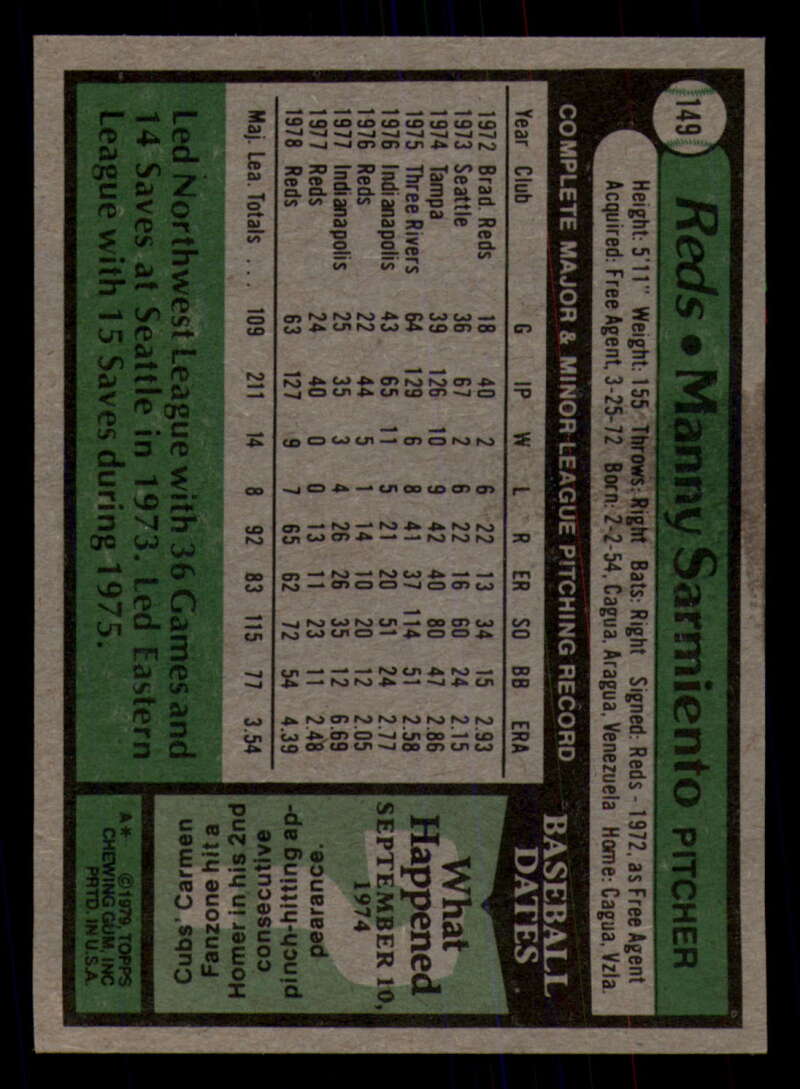 149
Reds • Manny Sarmiento PITCHER
Height: 5'11" Weight: 155 Throws: Right Bats: Right Signed: Reds - 1972, as Free Agent
Acquired: Free Agent, 3-25-72 Born: 2-2-54, Cagua, Aragua, Venezuela Home: Cagua, Vzla.
COMPLETE MAJOR & MINOR LEAGUE PITCHING RECORD
Year Club G IP W L R ER SO BB ERA
1972 Brad. Reds 18 40 2 6 22 13 34 15 2.93
1973 Seattle 36 67 2 6 22 16 60 24 2.15
1974 Tampa 39 126 10 9 42 40 80 47 2.86
1975 Three Rivers 64 129 6 8 41 37 114 51 2.58
1976 Indianapolis 43 65 11 5 21 20 51 24 2.77
1976 Reds 22 44 5 1 14 10 20 12 2.05
1977 Indianapolis 25 35 3 4 26 26 35 12 6.69
1977 Reds 24 40 0 0 13 11 23 11 2.48
1978 Reds 63 127 9 7 65 62 72 54 4.39
Maj. Lea. Totals . . . 109 211 14 8 92 83 115 77 3.54
Led Northwest League with 36 Games and
14 Saves at Seattle in 1973. Led Eastern
League with 15 Saves during 1975.
BASEBALL
DATES
What
Happened
SEPTEMBER 10,
1974
Cubs' Carmen
Fanzone hit a
Homer in his 2nd
consecutive
pinch-hitting ap-
pearance.
A* ©1979, TOPPS
CHEWING GUM, INC
PRTD. IN U.S.A.